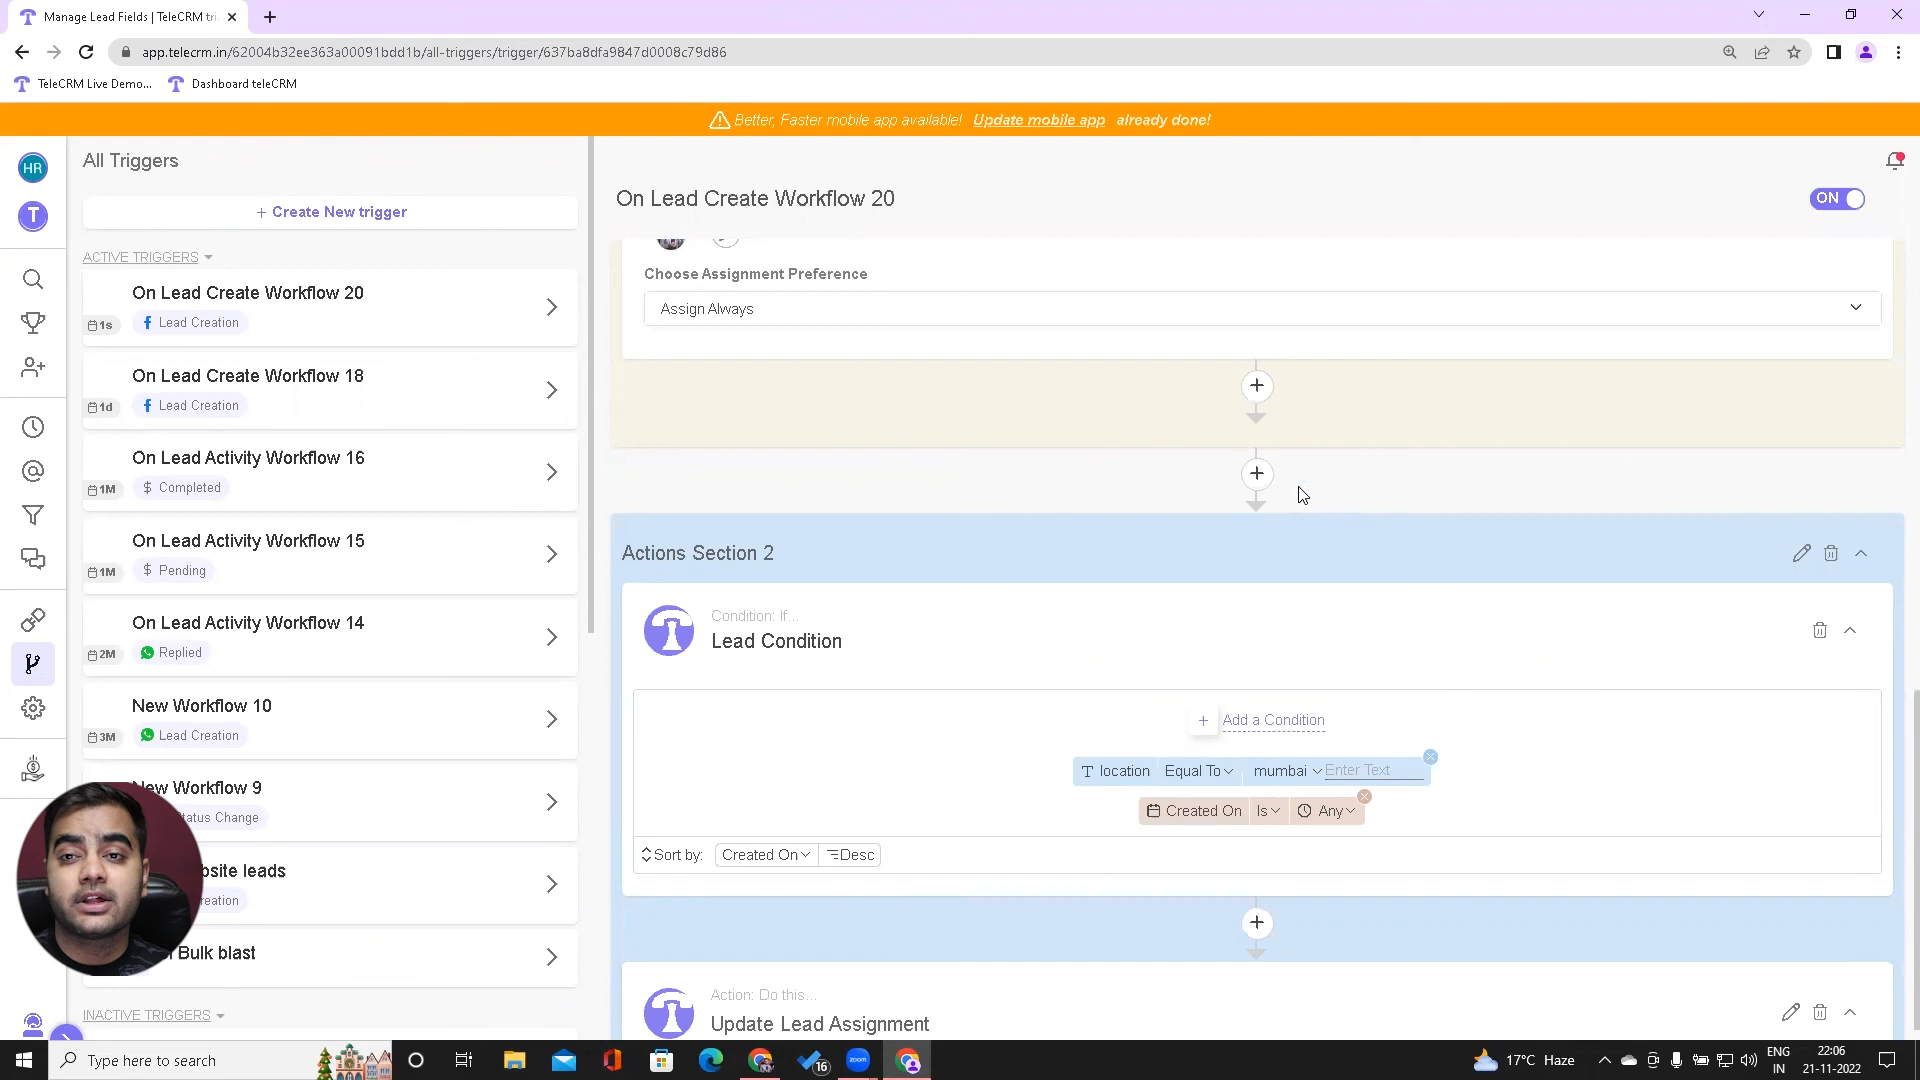 Manage Lead Fields | TeleCRM tri
app.telecrm.in/62004b32ee363a00091bdd1b/all-triggers/trigger/637ba8dfa9847d0008c79d86
TeleCRM Live Demo...
Dashboard teleCRM
Better, Faster mobile app available! Update mobile app already done!
HR
T
All Triggers
+ Create New trigger
ACTIVE TRIGGERS
On Lead Create Workflow 20
1s
Lead Creation
On Lead Create Workflow 18
1d
Lead Creation
On Lead Activity Workflow 16
1M
$ Completed
On Lead Activity Workflow 15
1M
$ Pending
On Lead Activity Workflow 14
2M
Replied
New Workflow 10
3M
Lead Creation
New Workflow 9
Status Change
bsite leads
reation
Bulk blast
INACTIVE TRIGGERS
On Lead Create Workflow 20
ON
Choose Assignment Preference
Assign Always
Actions Section 2
Condition: If...
Lead Condition
+ Add a Condition
location Equal To mumbai Enter Text
Created On Is Any
Sort by: Created On Desc
Action: Do this...
Update Lead Assignment
Type here to search
16
zoom
17°C Haze
ENG
IN
22:06
21-11-2022